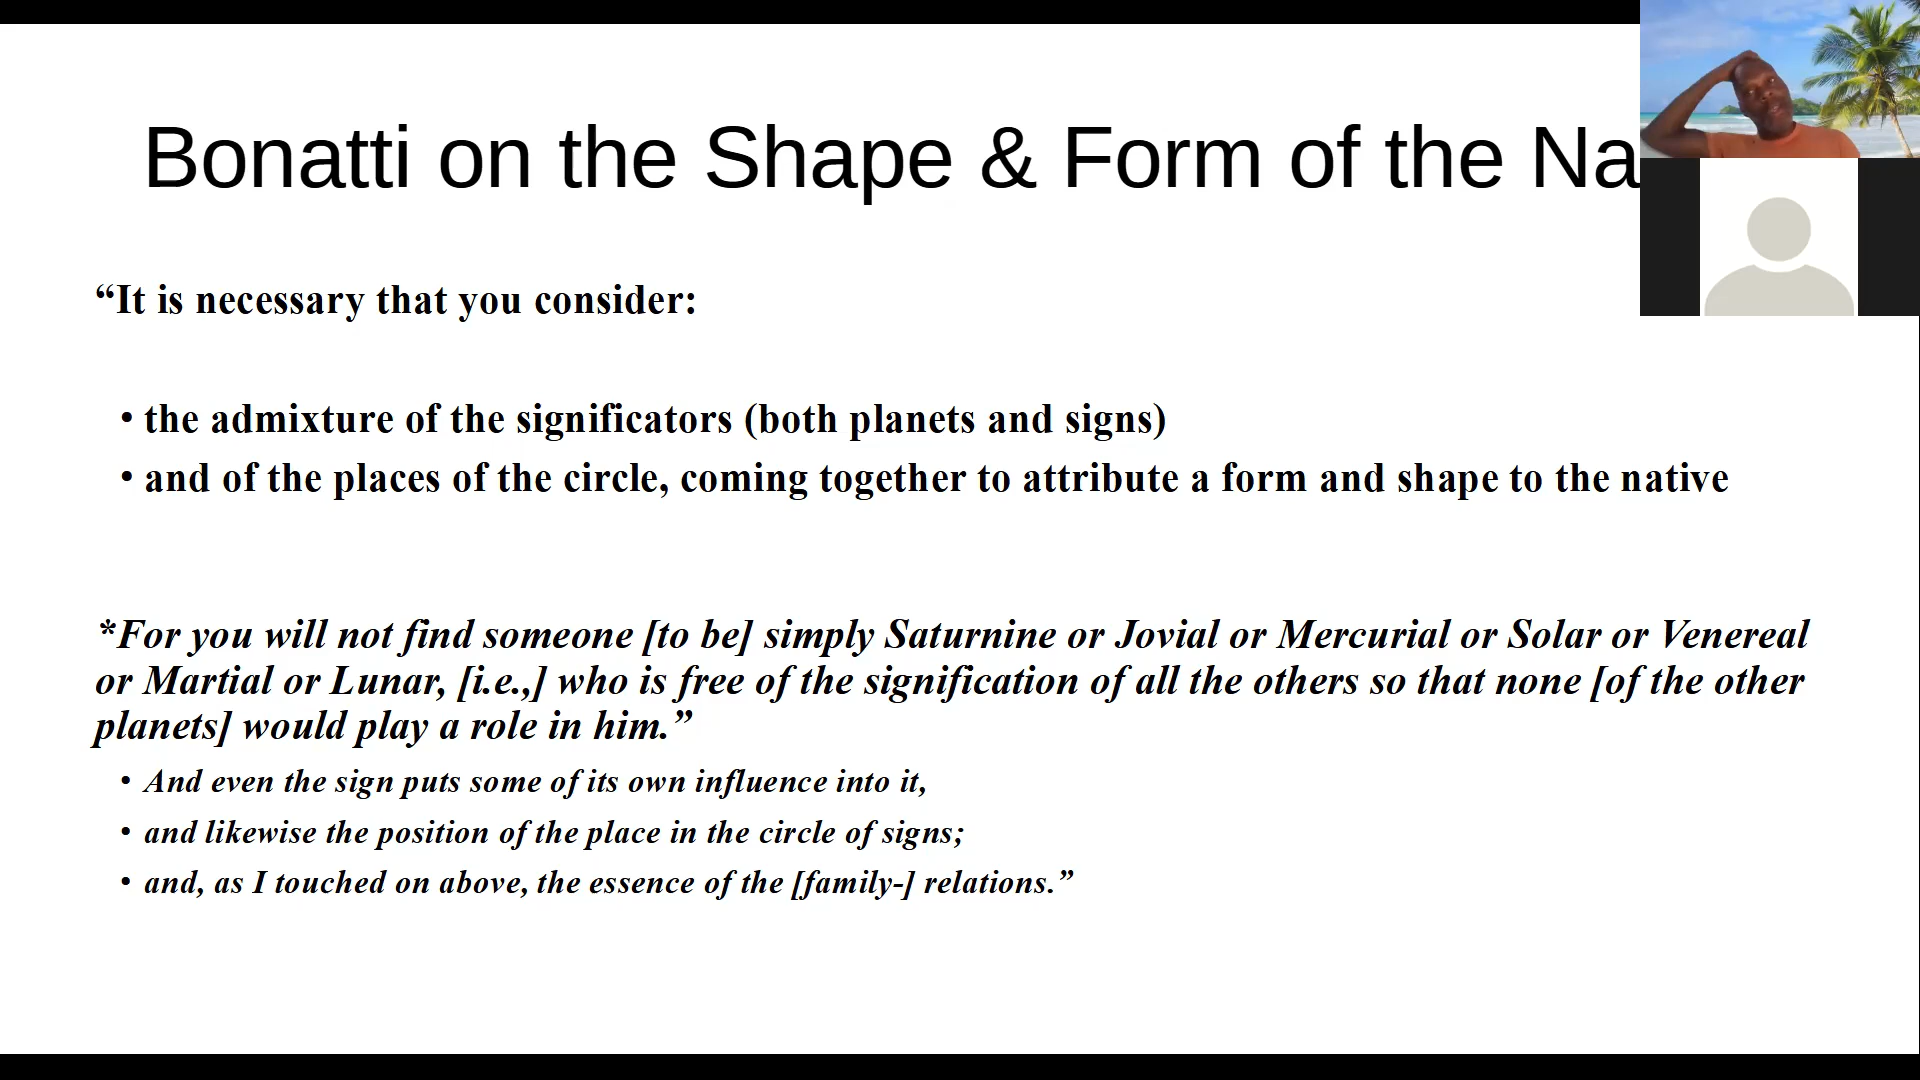 Bonatti on the Shape & Form of the Na
“It is necessary that you consider:
• the admixture of the significators (both planets and signs)
• and of the places of the circle, coming together to attribute a form and shape to the native
*For you will not find someone [to be] simply Saturnine or Jovial or Mercurial or Solar or Venereal
or Martial or Lunar, [i.e.,] who is free of the signification of all the others so that none [of the other
planets] would play a role in him.”
• And even the sign puts some of its own influence into it,
• and likewise the position of the place in the circle of signs;
• and, as I touched on above, the essence of the [family-] relations.”